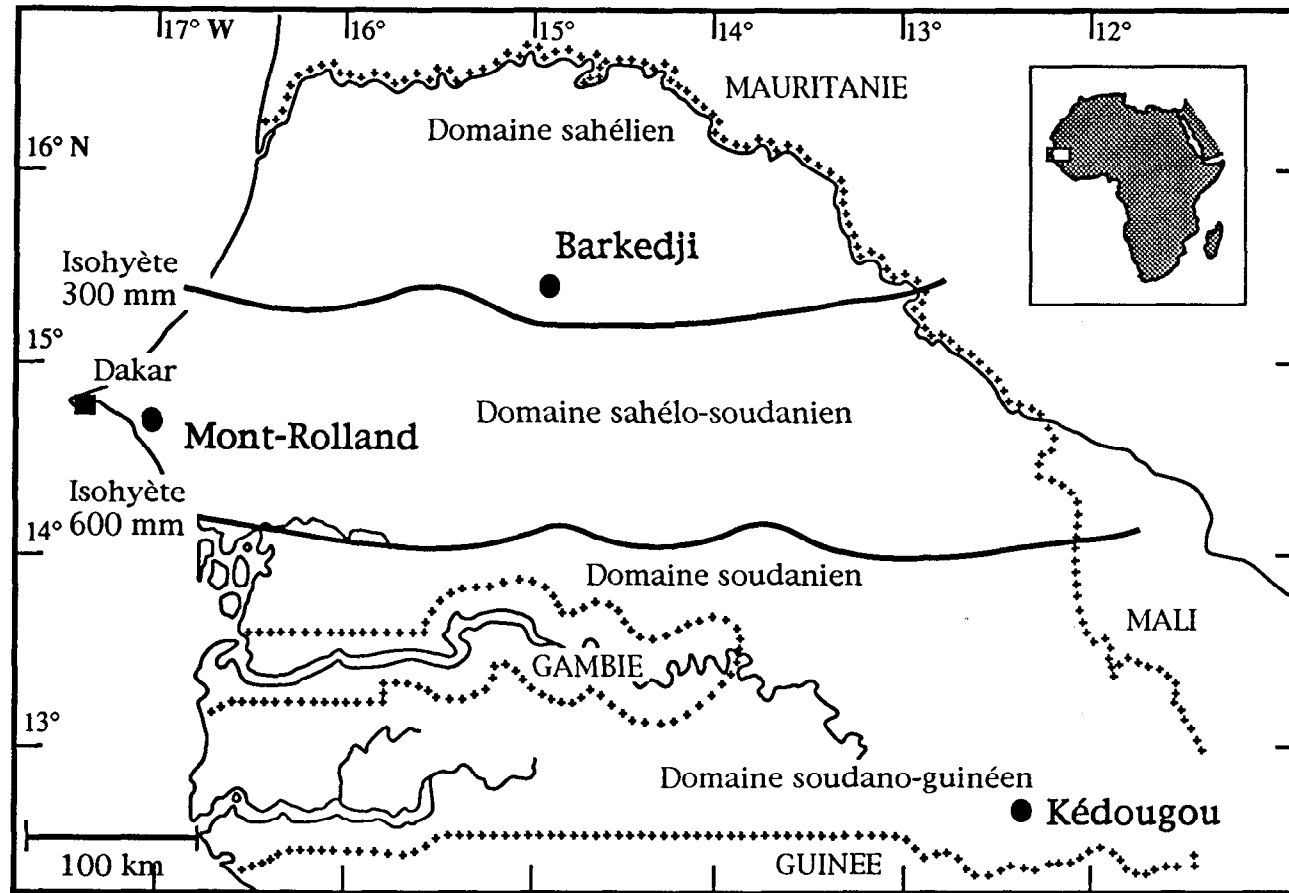 17° W
16°
15°
14°
13°
12°
MAURITANIE
Domaine sahélien
16° N
Barkedji
Isohyète
300 mm
15°
Dakar
Domaine sahélo-soudanien
Mont-Rolland
Isohyète
600 mm
14°
Domaine soudanien
MALI
GAMBIE
13°
Domaine soudano-guinéen
Kédougou
100 km
GUINEE